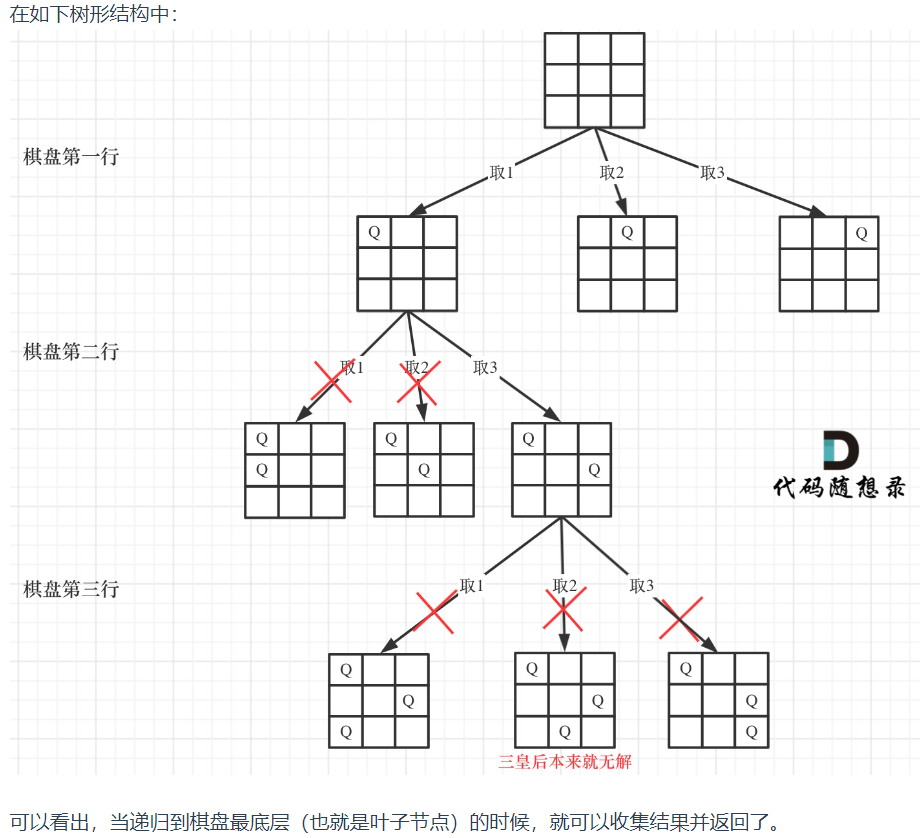 在如下树形结构中：
棋盘第一行
取1 取2 取3
Q Q Q
棋盘第二行
取1 取2 取3
Q Q Q
Q Q Q
代码随想录
棋盘第三行
取1 取2 取3
Q Q Q
Q Q Q
Q Q Q
三皇后本来就无解
可以看出，当递归到棋盘最底层（也就是叶子节点）的时候，就可以收集结果并返回了。